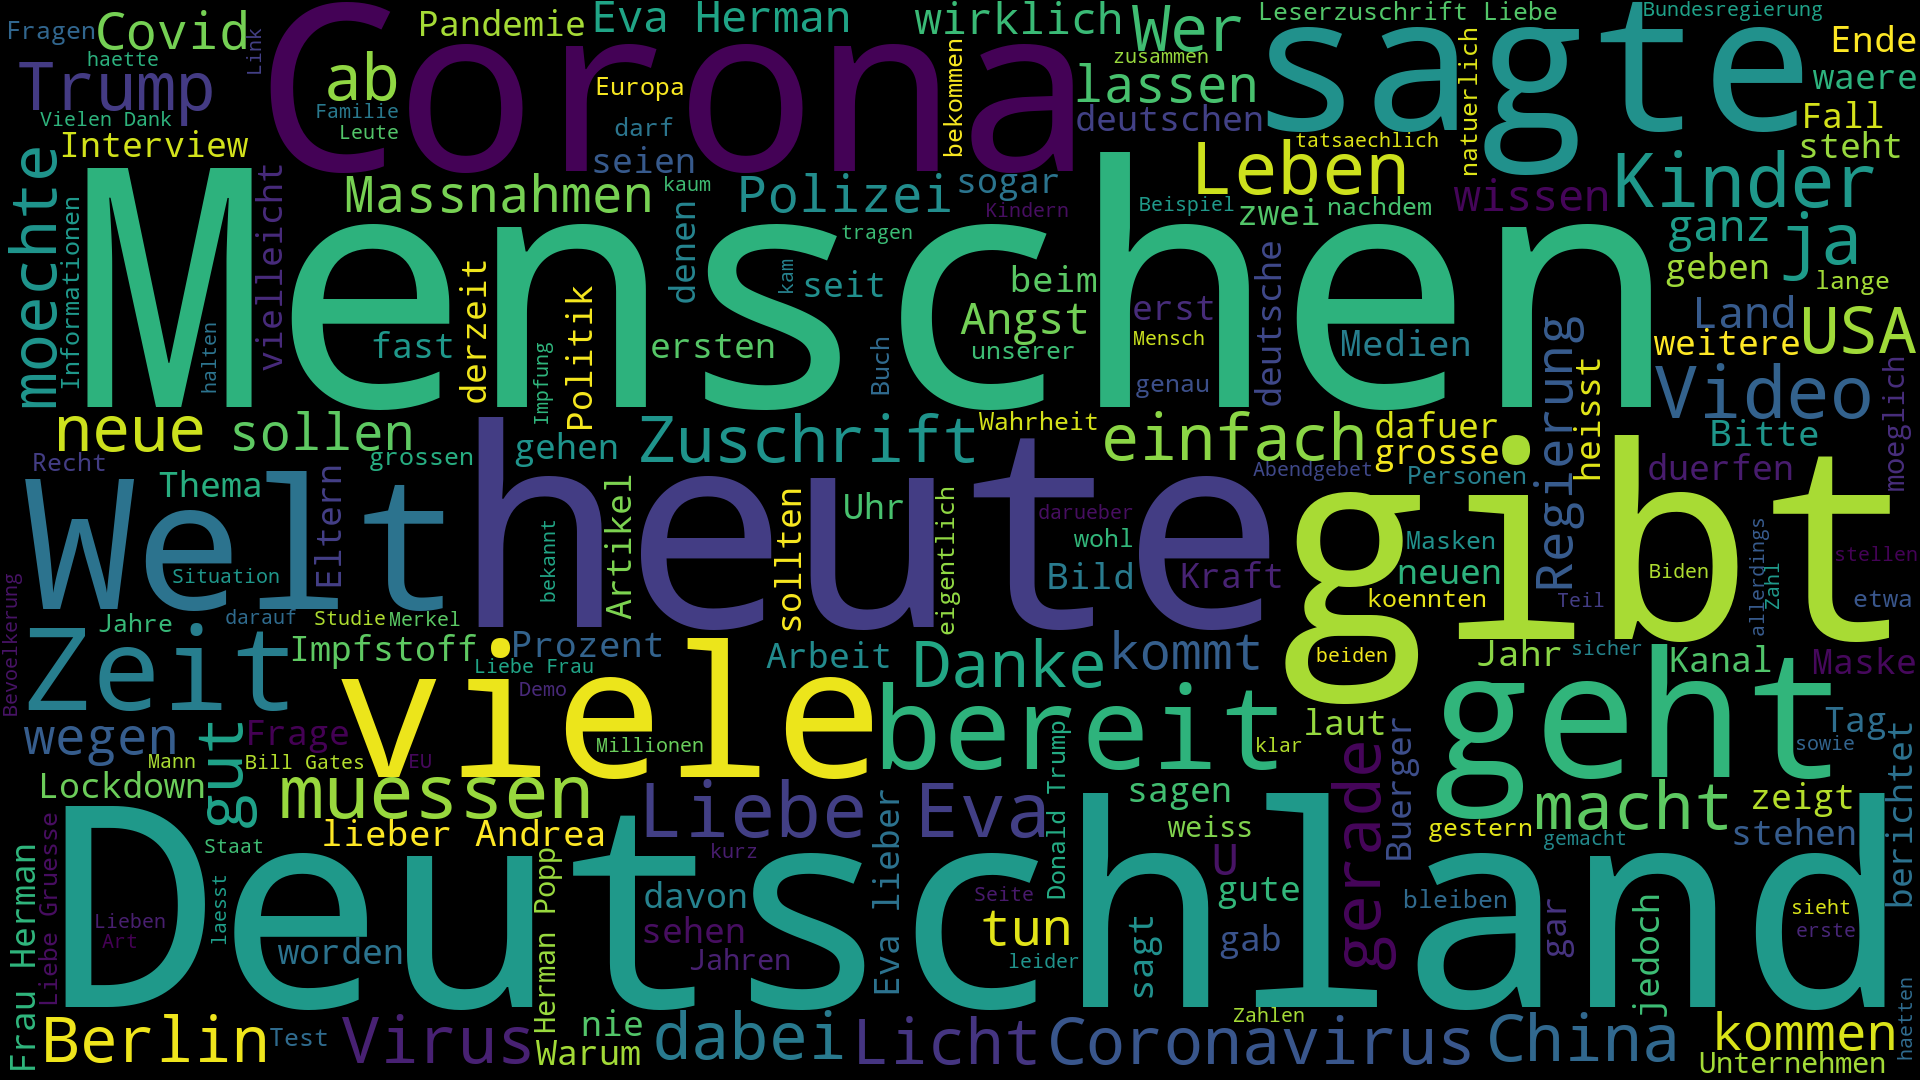 Fragen
Covid
haette
Link
Trump
Vielen Dank
Interview
Corona
Pandemie
Eva Herman
wirklich
Wer
Leserzuschrift Liebe
Bundesregierung
ab
Familie
Leute
Europa
darf
seien
bekommen
zusammen
lassen
deutschen
sagte
natuerlich
Ende
waere
Fall
steht
tatsaechlich
Leben
Kinder
wissen
moechte
Informationen
halten
vielleicht
Massnahmen
kaum
denen
Polizei
sogar
Kindern
tragen
Beispiel
zwei
nachdem
ganz
ja
geben
lange
Menschen
fast
derzeit
Impfung
Politik
ersten
kam
seit
Buch
beim
Angst
unserer
erst
Mensch
genau
deutsche
Medien
Regierung
heisst
Land
weitere
USA
Video
Bitte
moeglich
neue
sollen
Recht
grossen
gehen
Zuschrift
Wahrheit
einfach
dafuer
grosse
Abendgebet
Personen
duerfen
Thema
Eltern
Welt
Situation
heute
bekannt
Artikel
sollten
Uhr
eigentlich
darueber
wohl
Bild
Kraft
gibt
Masken
neuen
koennten
Teil
Biden
allerdings
Zahl
stellen
etwa
Bevoelkerung
Jahre
darauf
Studie
Merkel
Zeit
Impfstoff
Prozent
Liebe Frau
Demo
Arbeit
Danke
kommt
beiden
Jahr
sicher
Kanal
Maske
wegen
gut
Frage
viele
Millionen
bereit
klar
laut
geht
Tag
sowie
Mann
Bill Gates
EU
Lockdown
muessen
Liebe
Eva
Donald Trump
sagen
gerade
Buerger
macht
zeigt
gestern
stehen
gemacht
berichtet
lieber Andrea
Staat
kurz
weiss
Frau Herman
Liebe Gruesse
Deutschland
Lieben
Art
laesst
worden
Herman Popp
davon
sehen
Jahren
Eva lieber
Seite
tun
leider
sagt
U
gute
gab
bleiben
gar
jedoch
sieht
erste
haetten
Berlin
Test
Virus
nie
Warum
dabei
Licht
Zahlen
Coronavirus
China
kommen
Unternehmen